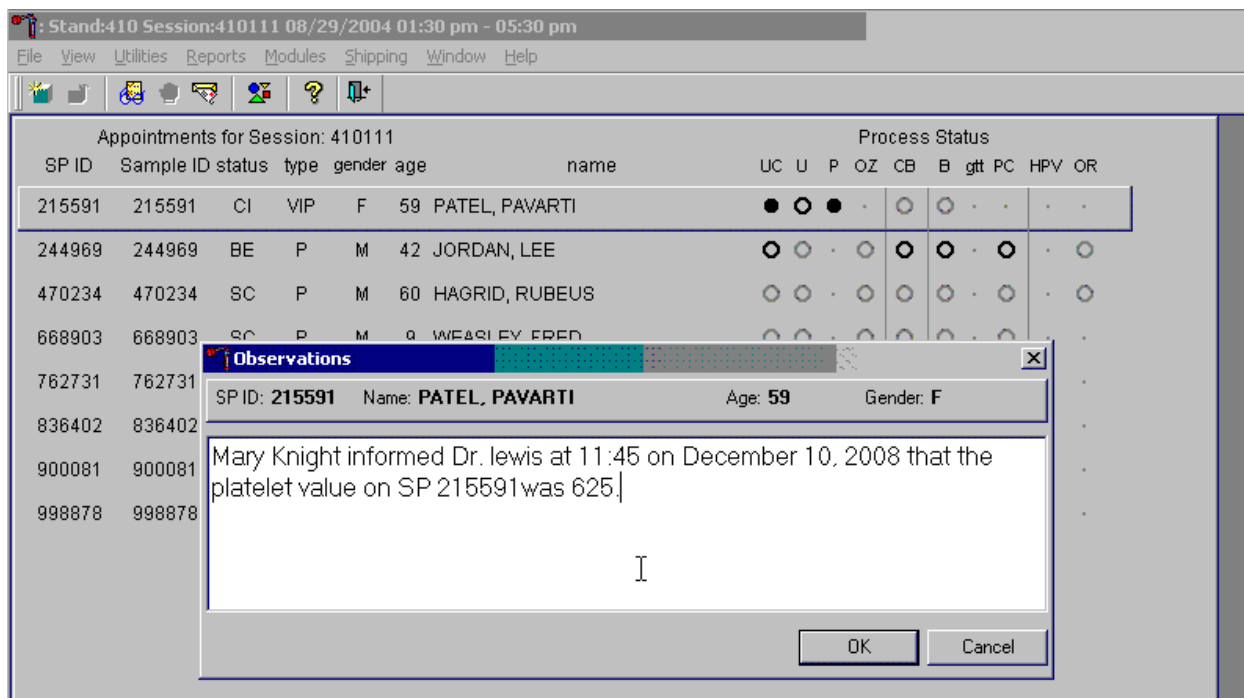 : Stand:410 Session:410111 08/29/2004 01:30 pm - 05:30 pm
File View Utilities Reports Modules Shipping Window Help
Appointments for Session: 410111 Process Status
SP ID Sample ID status type gender age name UC U P OZ CB B gtt PC HPV OR
215591 215591 CI VIP F 59 PATEL, PAVARTI
244969 244969 BE P M 42 JORDAN, LEE
470234 470234 SC P M 60 HAGRID, RUBEUS
668903 668903 SC P M 9 WEASLEY, FRED
Observations
SP ID: 215591 Name: PATEL, PAVARTI Age: 59 Gender: F
762731 762731
836402 836402
Mary Knight informed Dr. lewis at 11:45 on December 10, 2008 that the
platelet value on SP 215591was 625.
900081 900081
998878 998878
OK Cancel